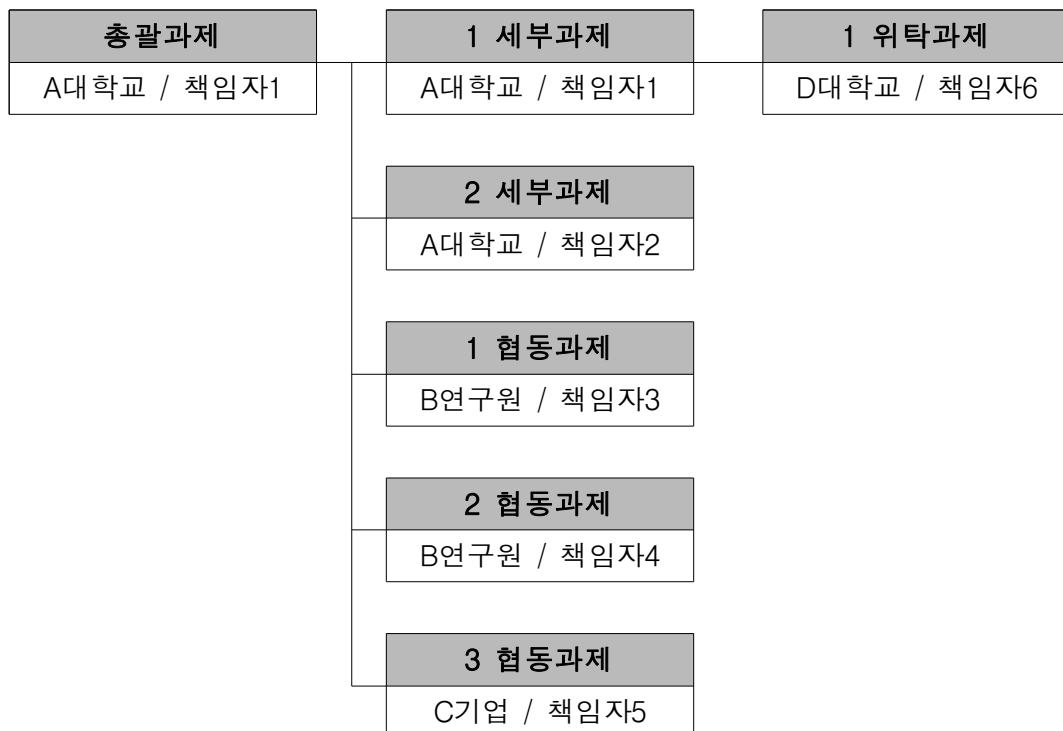 총괄과제
A대학교 / 책임자1
1 세부과제
A대학교 / 책임자1
1 위탁과제
D대학교 / 책임자6
2 세부과제
A대학교 / 책임자2
1 협동과제
B연구원 / 책임자3
2 협동과제
B연구원 / 책임자4
3 협동과제
C기업 / 책임자5